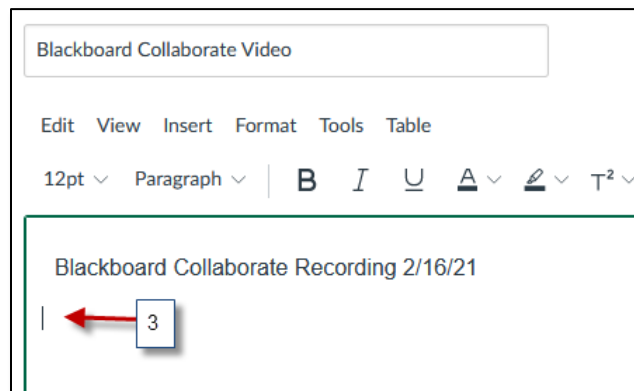 Blackboard Collaborate Video
Edit View Insert Format Tools Table
12pt Paragraph B I U A T²
Blackboard Collaborate Recording 2/16/21
3